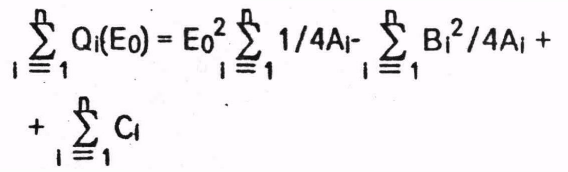 n∑i=1 Qi(E0) = E0² n∑i=1 1/4Ai- n∑i=1 Bi²/4Ai +
+ n∑i=1 Ci